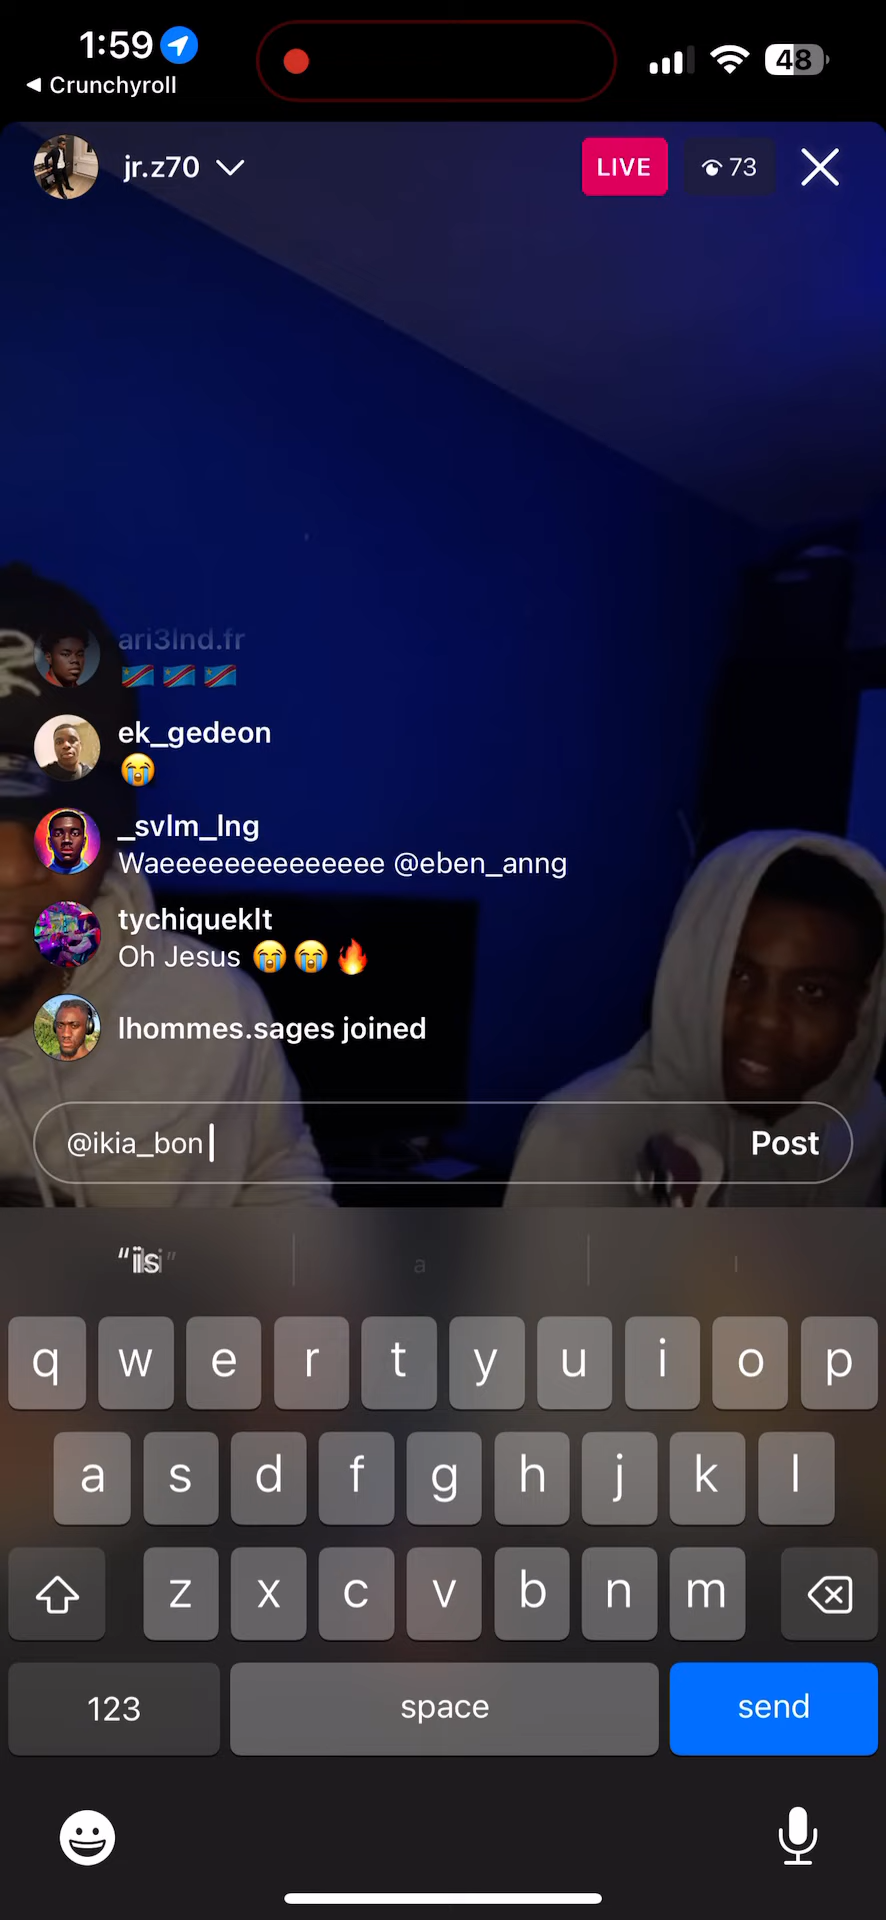 1:59
48
◀ Crunchyroll
jr.z70
LIVE
73
ari3lnd.fr
🇨🇩 🇨🇩 🇨🇩
ek_gedeon
😭
_svlm_lng
Waeeeeeeeeeeeeee @eben_anng
tychiqueklt
Oh Jesus 😭 😭 🔥
lhommes.sages joined
@ikia_bon
Post
a
q w e r t y u i o p
a s d f g h j k l
z x c v b n m
123 space send